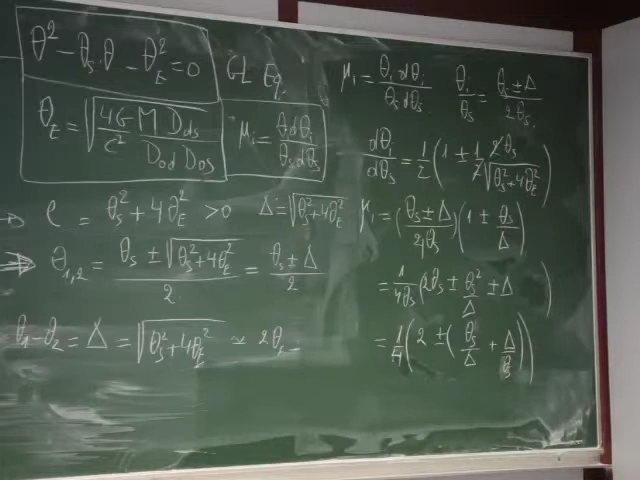 θ² - θ_s θ - θ_E² = 0 GL Eq.
θ_E = √(4G/c² M D_ds / D_od D_os)
μ_i = θ_i dθ_i / θ_s dθ_s
ℓ = θ_s² + 4θ_E² > 0 Δ = √(θ_s² + 4θ_E²)
⇒ θ_1,2 = (θ_s ± √(θ_s² + 4θ_E²)) / 2 = (θ_s ± Δ) / 2
θ_1 - θ_2 = Δ = √(θ_s² + 4θ_E²) ≃ 2θ_E
μ_i = θ_i dθ_i / θ_s dθ_s θ_i / θ_s = (θ_s ± Δ) / 2θ_s
dθ_i / dθ_s = 1/2 (1 ± 1/2 2θ_s / √(θ_s² + 4θ_E²))
μ_i = ((θ_s ± Δ) / 4θ_s) (1 ± θ_s/Δ)
= 1/4θ_s (2θ_s ± θ_s²/Δ ± Δ)
= 1/4 (2 ± (θ_s/Δ + Δ/θ_s))